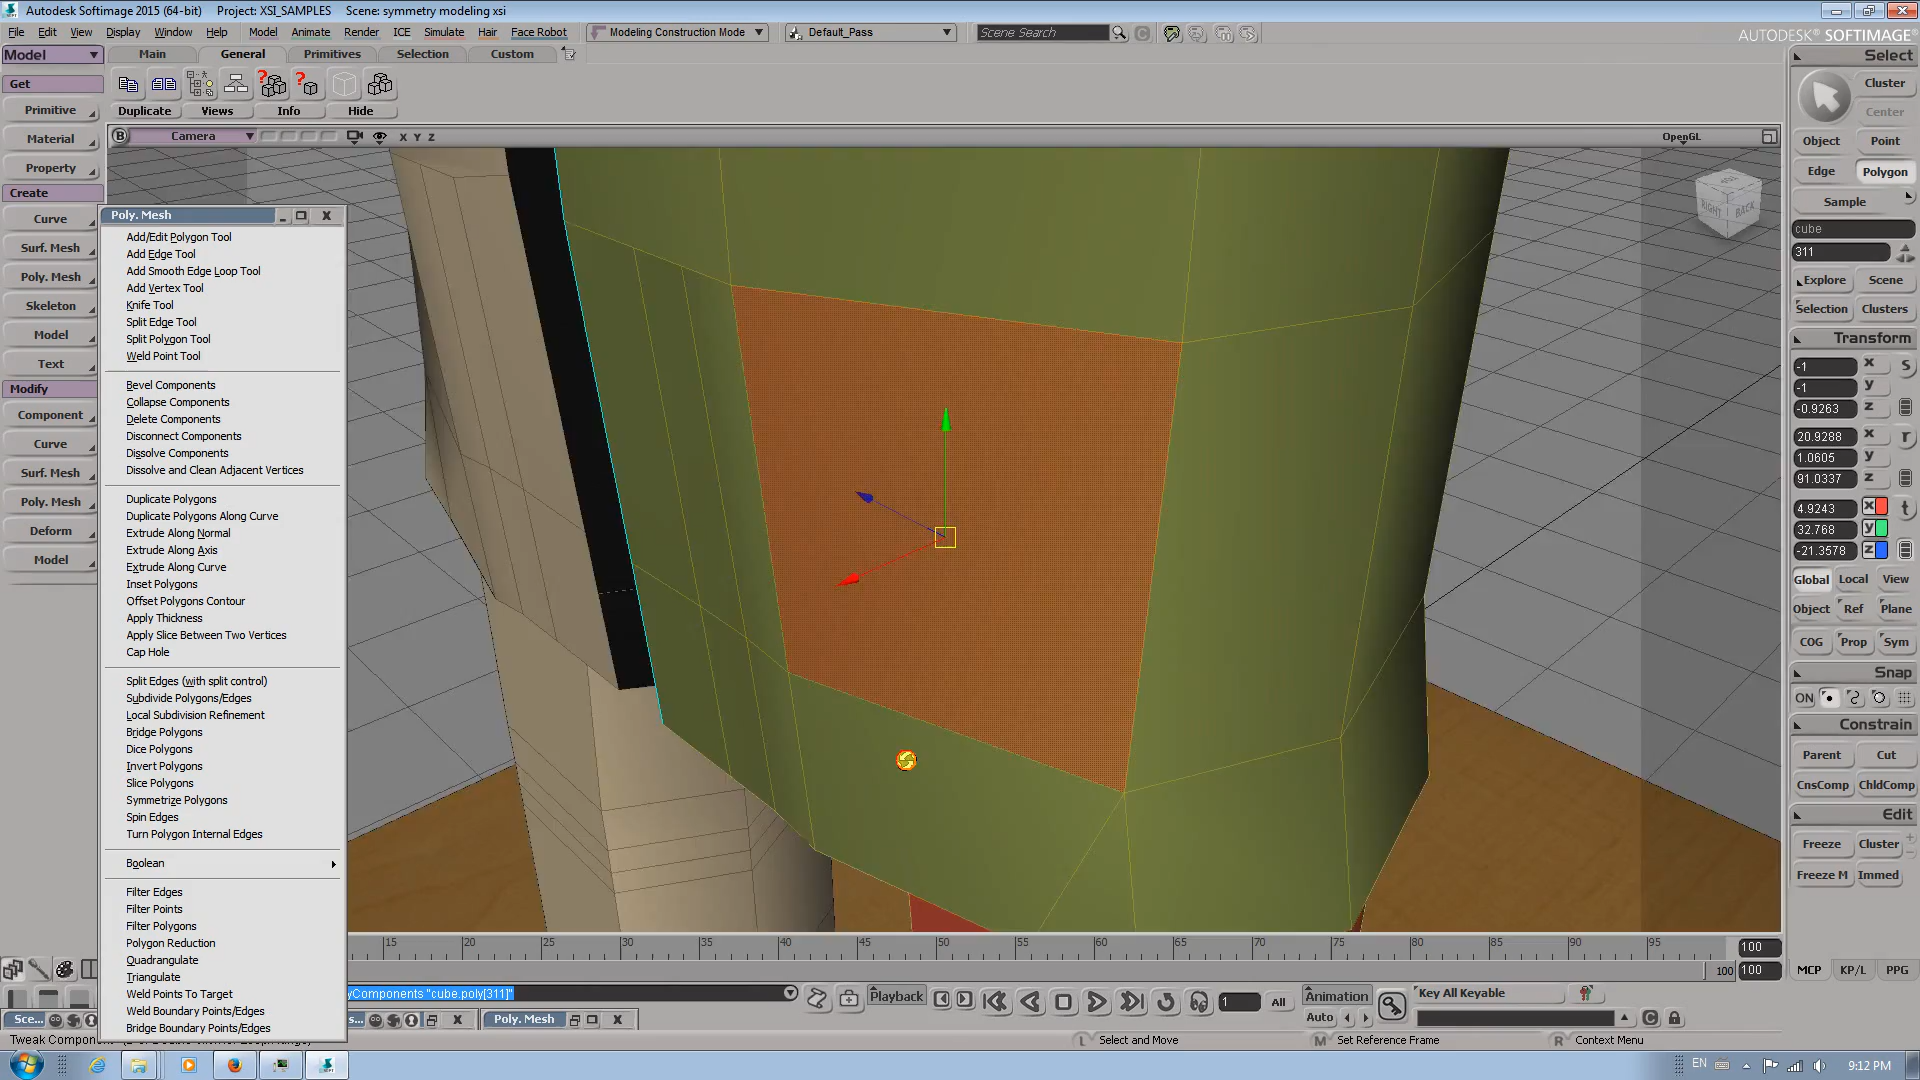 Autodesk Softimage 2015 (64-bit)    Project: XSI_SAMPLES    Scene: symmetry modeling xsi
File Edit View Display Window Help Model Animate Render ICE Simulate Hair Face Robot Modeling Construction Mode Default_Pass Scene Search AUTODESK® SOFTIMAGE®
Model Main General Primitives Selection Custom
Get
Duplicate Views Info Hide
Primitive
Material
Property
Create
Curve
Surf. Mesh
Poly. Mesh
Skeleton
Model
Text
Modify
Component
Curve
Surf. Mesh
Poly. Mesh
Deform
Model
B Camera X Y Z OpenGL
RIGHT BACK
Poly. Mesh
Add/Edit Polygon Tool
Add Edge Tool
Add Smooth Edge Loop Tool
Add Vertex Tool
Knife Tool
Split Edge Tool
Split Polygon Tool
Weld Point Tool
Bevel Components
Collapse Components
Delete Components
Disconnect Components
Dissolve Components
Dissolve and Clean Adjacent Vertices
Duplicate Polygons
Duplicate Polygons Along Curve
Extrude Along Normal
Extrude Along Axis
Extrude Along Curve
Inset Polygons
Offset Polygons Contour
Apply Thickness
Apply Slice Between Two Vertices
Cap Hole
Split Edges (with split control)
Subdivide Polygons/Edges
Local Subdivision Refinement
Bridge Polygons
Dice Polygons
Invert Polygons
Slice Polygons
Symmetrize Polygons
Spin Edges
Turn Polygon Internal Edges
Boolean
Filter Edges
Filter Points
Filter Polygons
Polygon Reduction
Quadrangulate
Triangulate
Weld Points To Target
Weld Boundary Points/Edges
Bridge Boundary Points/Edges
Select
Cluster
Center
Object Point
Edge Polygon
Sample
cube
311
Explore Scene
Selection Clusters
Transform
-1 x s
-1 y
-0.9263 z
20.9288 x r
1.0605 y
91.0337 z
4.9243 x t
32.768 y
-21.3578 z
Global Local View
Object Ref Plane
COG Prop Sym
Snap
ON
Constrain
Parent Cut
CnsComp ChldComp
Edit
Freeze Cluster
Freeze M Immed
15 20 25 30 35 40 45 50 55 60 65 70 75 80 85 90 95 100
100 100
MCP KP/L PPG
yComponents "cube.poly[311]"
Playback 1 All Animation Key All Keyable
Auto
Sce... s... Poly. Mesh
Tweak Compon
L Select and Move M Set Reference Frame R Context Menu
EN 9:12 PM